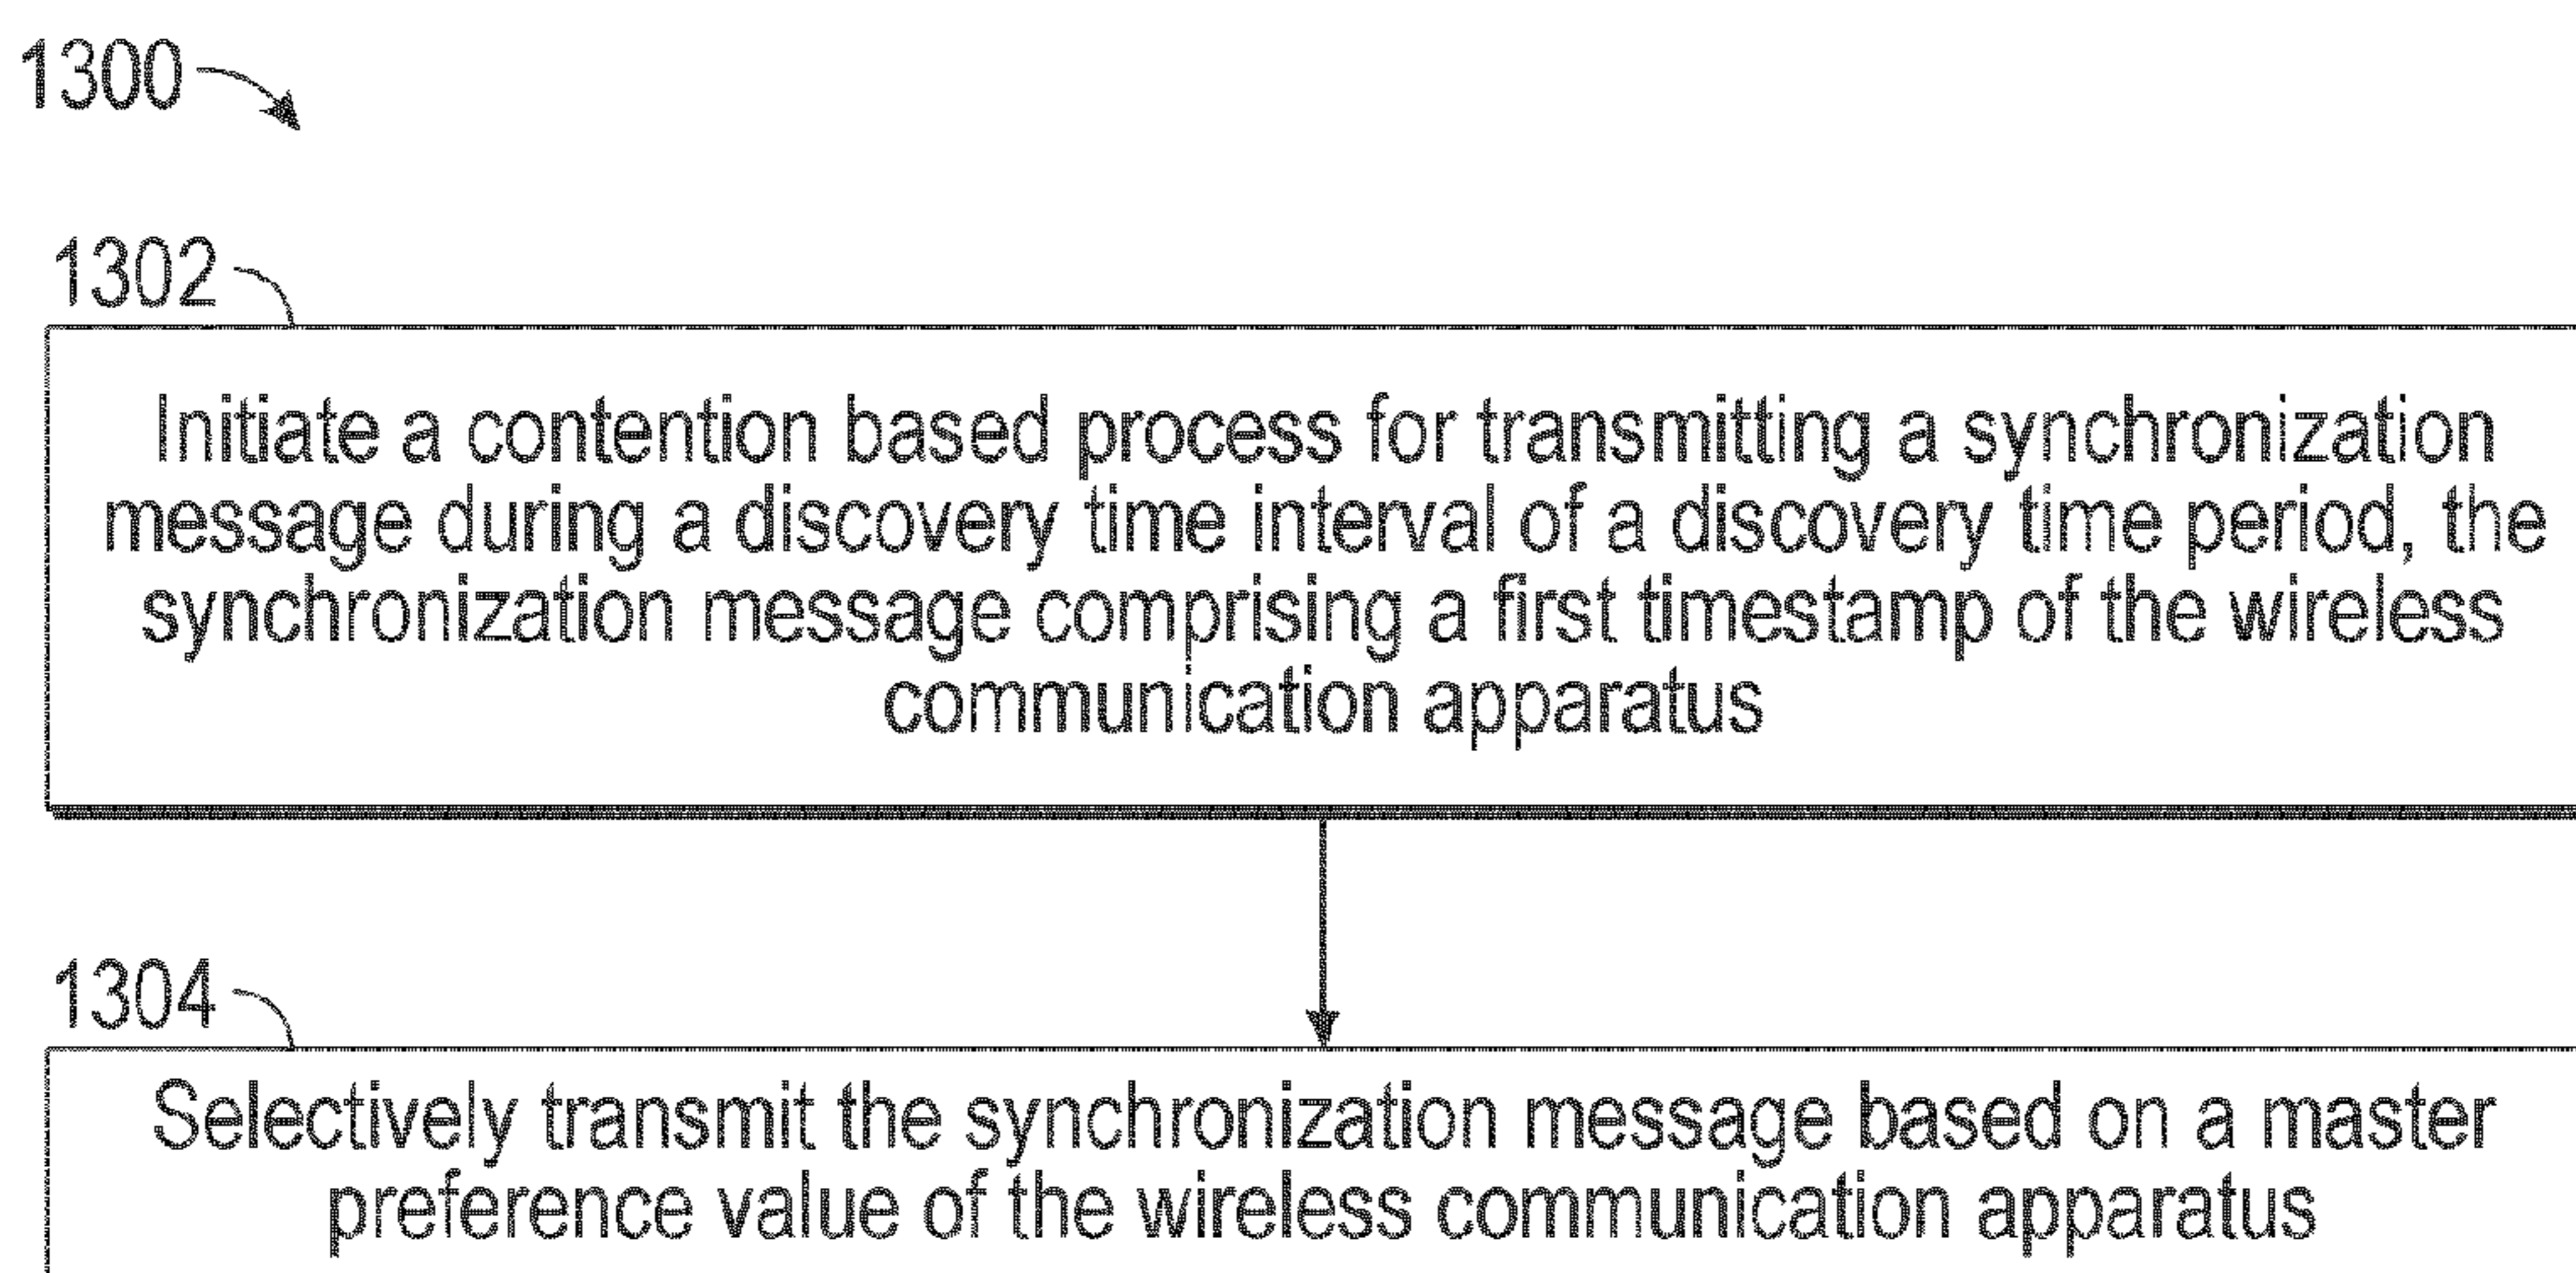 1300
1302
Initiate a contention based process for transmitting a synchronization
message during a discovery time interval of a discovery time period, the
synchronization message comprising a first timestamp of the wireless
communication apparatus
1304
Selectively transmit the synchronization message based on a master
preference value of the wireless communication apparatus